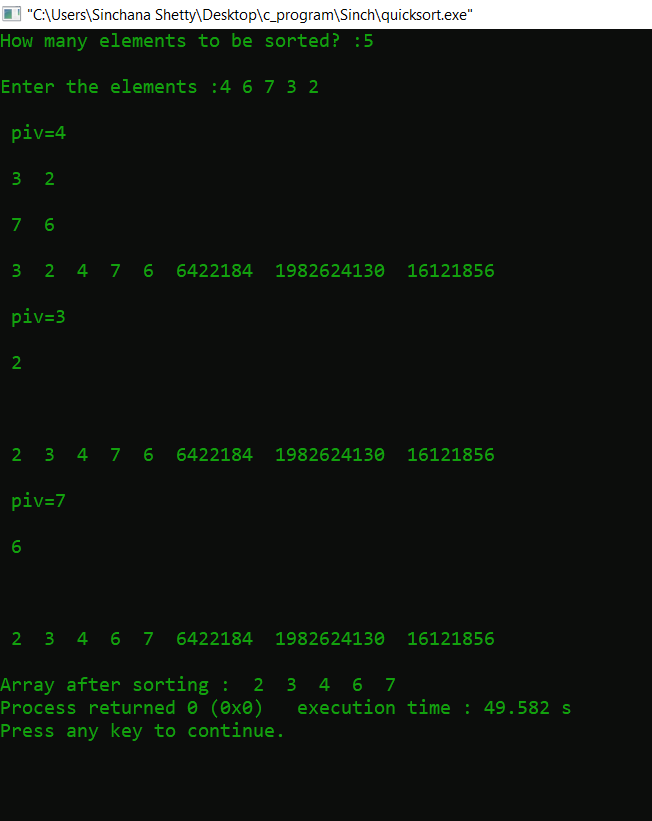 "C:\Users\Sinchana Shetty\Desktop\c_program\Sinch\quicksort.exe"
How many elements to be sorted? :5
Enter the elements :4 6 7 3 2
piv=4
3  2
7  6
3  2  4  7  6  6422184  1982624130  16121856
piv=3
2
2  3  4  7  6  6422184  1982624130  16121856
piv=7
6
2  3  4  6  7  6422184  1982624130  16121856
Array after sorting :  2  3  4  6  7
Process returned 0 (0x0)   execution time : 49.582 s
Press any key to continue.